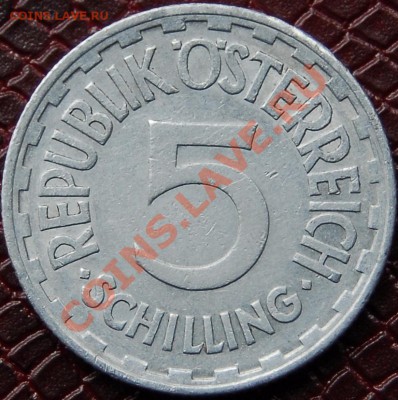 COINS.LAVE.RU
REPUBLIK ÖSTERREICH
5
· SCHILLING ·
COINS.LAVE.RU